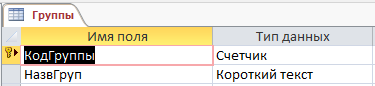 Группы
Имя поля Тип данных
КодГруппы Счетчик
НазвГруп Короткий текст